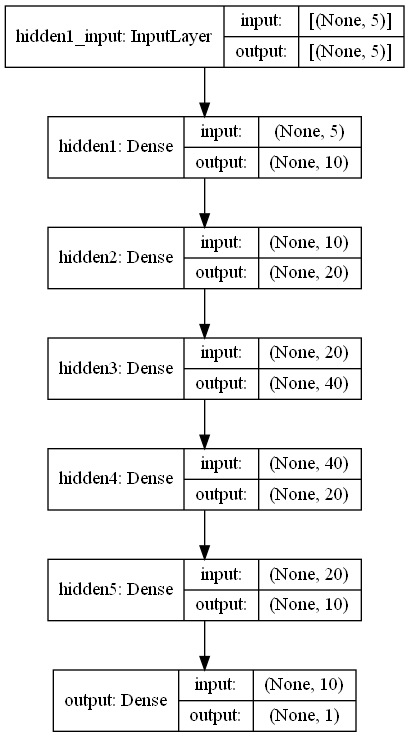 hidden1_input: InputLayer
input: [(None, 5)]
output: [(None, 5)]
hidden1: Dense
input: (None, 5)
output: (None, 10)
hidden2: Dense
input: (None, 10)
output: (None, 20)
hidden3: Dense
input: (None, 20)
output: (None, 40)
hidden4: Dense
input: (None, 40)
output: (None, 20)
hidden5: Dense
input: (None, 20)
output: (None, 10)
output: Dense
input: (None, 10)
output: (None, 1)